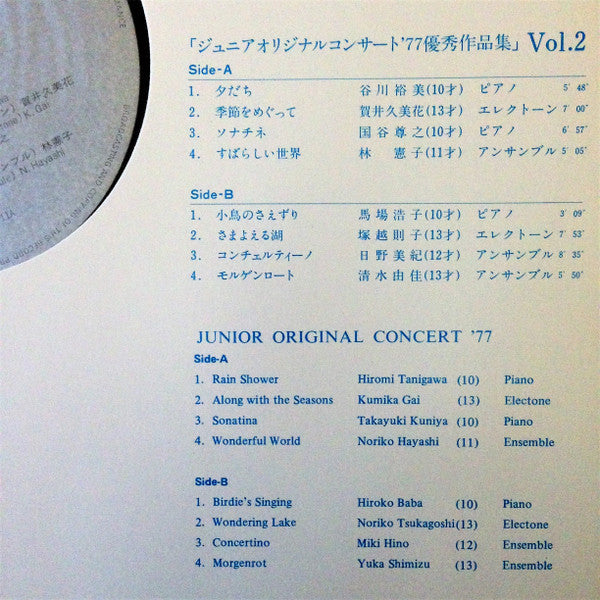 「ジュニアオリジナルコンサート'77優秀作品集」 Vol.2
Side-A
1. 夕だち 谷川裕美(10才) ピアノ 5′48″
2. 季節をめぐって 賀井久美花(13才) エレクトーン 7′00″
3. ソナチネ 国谷尊之(10才) ピアノ 6′57″
4. すばらしい世界 林憲子(11才) アンサンブル 5′05″
Side-B
1. 小鳥のさえずり 馬場浩子(10才) ピアノ 3′09″
2. さまよえる湖 塚越則子(13才) エレクトーン 7′53″
3. コンチェルティーノ 日野美紀(12才) アンサンブル 8′35″
4. モルゲンロート 清水由佳(13才) アンサンブル 5′50″
JUNIOR ORIGINAL CONCERT '77
Side-A
1. Rain Shower Hiromi Tanigawa (10) Piano
2. Along with the Seasons Kumika Gai (13) Electone
3. Sonatina Takayuki Kuniya (10) Piano
4. Wonderful World Noriko Hayashi (11) Ensemble
Side-B
1. Birdie's Singing Hiroko Baba (10) Piano
2. Wondering Lake Noriko Tsukagoshi(13) Electone
3. Concertino Miki Hino (12) Ensemble
4. Morgenrot Yuka Shimizu (13) Ensemble
賀井久美花
K. Gai
林憲子
N. Hayashi